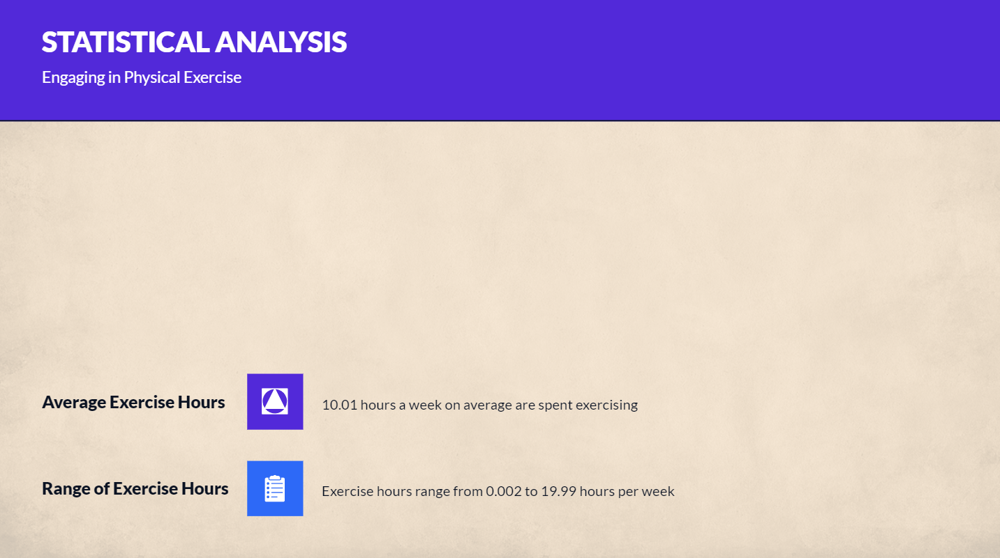 STATISTICAL ANALYSIS
Engaging in Physical Exercise
Average Exercise Hours
10.01 hours a week on average are spent exercising
Range of Exercise Hours
Exercise hours range from 0.002 to 19.99 hours per week